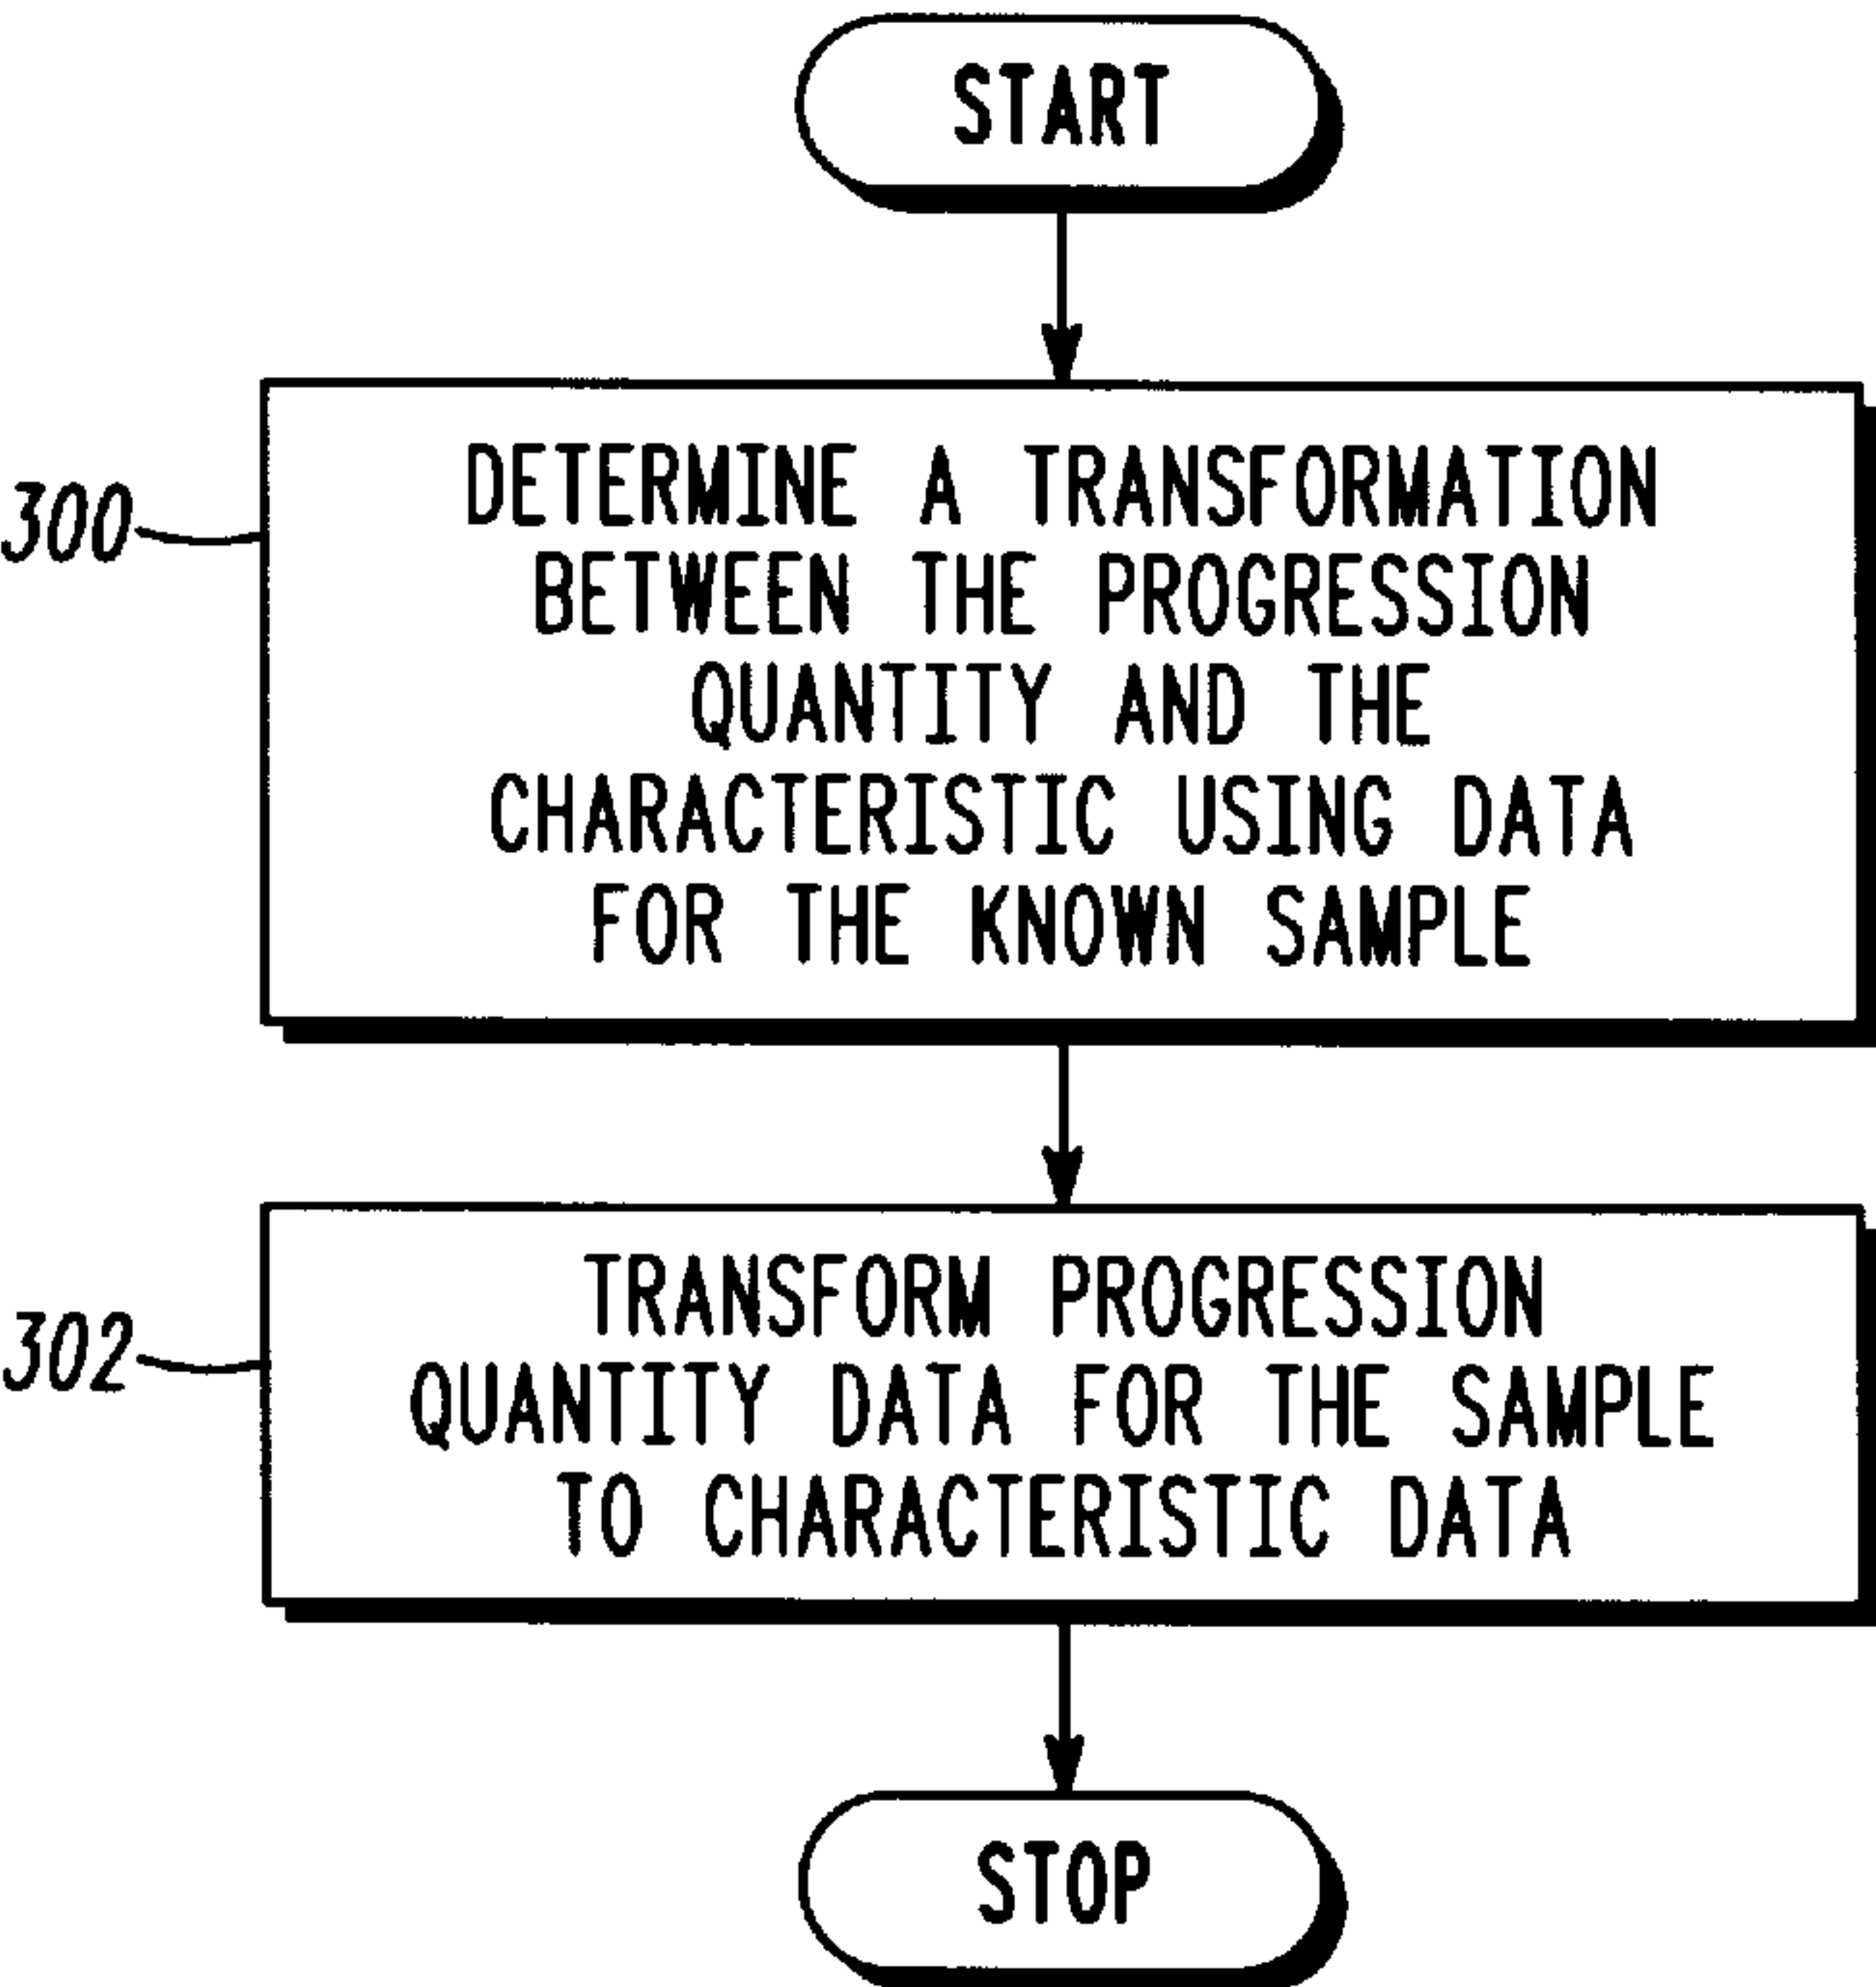 START
300
DETERMINE A TRANSFORMATION
BETWEEN THE PROGRESSION
QUANTITY AND THE
CHARACTERISTIC USING DATA
FOR THE KNOWN SAMPLE
302
TRANSFORM PROGRESSION
QUANTITY DATA FOR THE SAMPLE
TO CHARACTERISTIC DATA
STOP